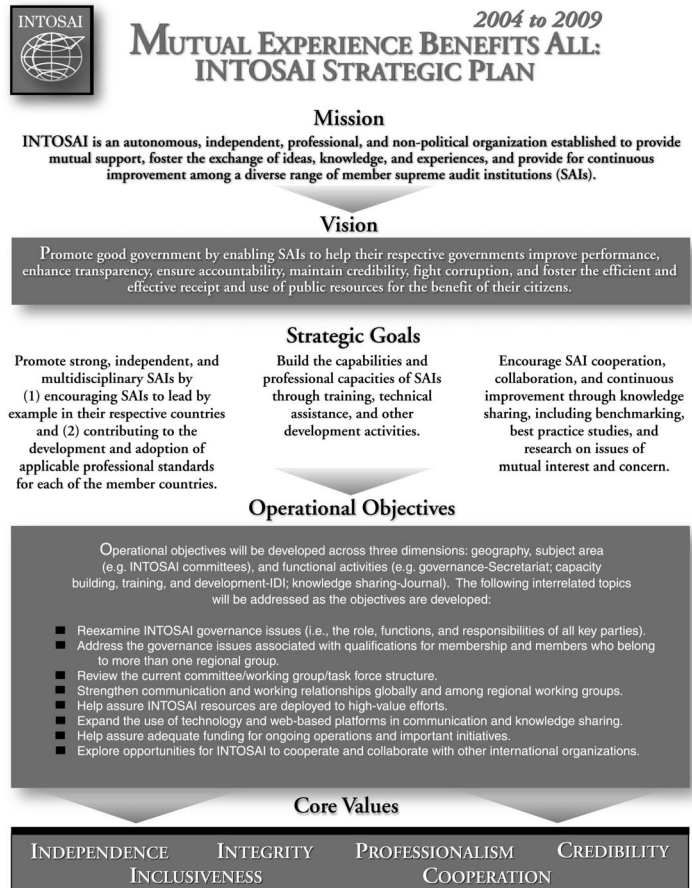 INTOSAI
2004 to 2009
MUTUAL EXPERIENCE BENEFITS ALL:
INTOSAI STRATEGIC PLAN
Mission
INTOSAI is an autonomous, independent, professional, and non-political organization established to provide
mutual support, foster the exchange of ideas, knowledge, and experiences, and provide for continuous
improvement among a diverse range of member supreme audit institutions (SAIs).
Vision
Promote good government by enabling SAIs to help their respective governments improve performance,
enhance transparency, ensure accountability, maintain credibility, fight corruption, and foster the efficient and
effective receipt and use of public resources for the benefit of their citizens.
Strategic Goals
Promote strong, independent, and
multidisciplinary SAIs by
(1) encouraging SAIs to lead by
example in their respective countries
and (2) contributing to the
development and adoption of
applicable professional standards
for each of the member countries.
Build the capabilities and
professional capacities of SAIs
through training, technical
assistance, and other
development activities.
Encourage SAI cooperation,
collaboration, and continuous
improvement through knowledge
sharing, including benchmarking,
best practice studies, and
research on issues of
mutual interest and concern.
Operational Objectives
Operational objectives will be developed across three dimensions: geography, subject area
(e.g. INTOSAI committees), and functional activities (e.g. governance-Secretariat; capacity
building, training, and development-IDI; knowledge sharing-Journal). The following interrelated topics
will be addressed as the objectives are developed:
■ Reexamine INTOSAI governance issues (i.e., the role, functions, and responsibilities of all key parties).
■ Address the governance issues associated with qualifications for membership and members who belong
to more than one regional group.
■ Review the current committee/working group/task force structure.
■ Strengthen communication and working relationships globally and among regional working groups.
■ Help assure INTOSAI resources are deployed to high-value efforts.
■ Expand the use of technology and web-based platforms in communication and knowledge sharing.
■ Help assure adequate funding for ongoing operations and important initiatives.
■ Explore opportunities for INTOSAI to cooperate and collaborate with other international organizations.
Core Values
INDEPENDENCE INTEGRITY PROFESSIONALISM CREDIBILITY
INCLUSIVENESS COOPERATION